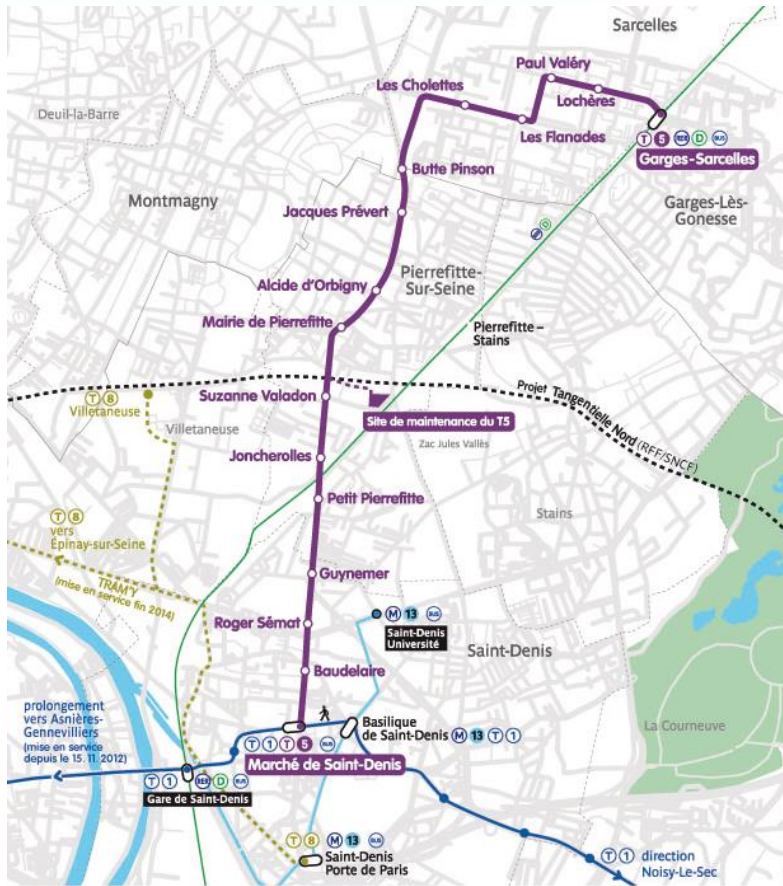 Sarcelles
Paul Valéry
Les Cholettes
Lochères
Deuil-la-Barre
Les Flanades
T 5 RER D BUS
Garges-Sarcelles
Butte Pinson
Montmagny
Garges-Lès-
Gonesse
Jacques Prévert
D
Alcide d'Orbigny
Pierrefitte-
Sur-Seine
Mairie de Pierrefitte
Pierrefitte –
Stains
Projet Tangentielle Nord (RFF/SNCF)
T 8
Villetaneuse
Suzanne Valadon
Site de maintenance du T5
Villetaneuse
Zac Jules Vallès
Joncherolles
Petit Pierrefitte
Stains
T 8
vers
Épinay-sur-Seine
TRAM'Y
(mise en service fin 2014)
Guynemer
Roger Sémat
M 13 BUS
Saint-Denis
Université
Saint-Denis
Baudelaire
prolongement
vers Asnières-
Gennevilliers
(mise en service
depuis le 15. 11. 2012)
Basilique
de Saint-Denis M 13 T 1
La Courneuve
T 1 T 5 BUS
Marché de Saint-Denis
T 1 RER D BUS
Gare de Saint-Denis
T 8 M 13 BUS
Saint-Denis
Porte de Paris
T 1 direction
Noisy-Le-Sec